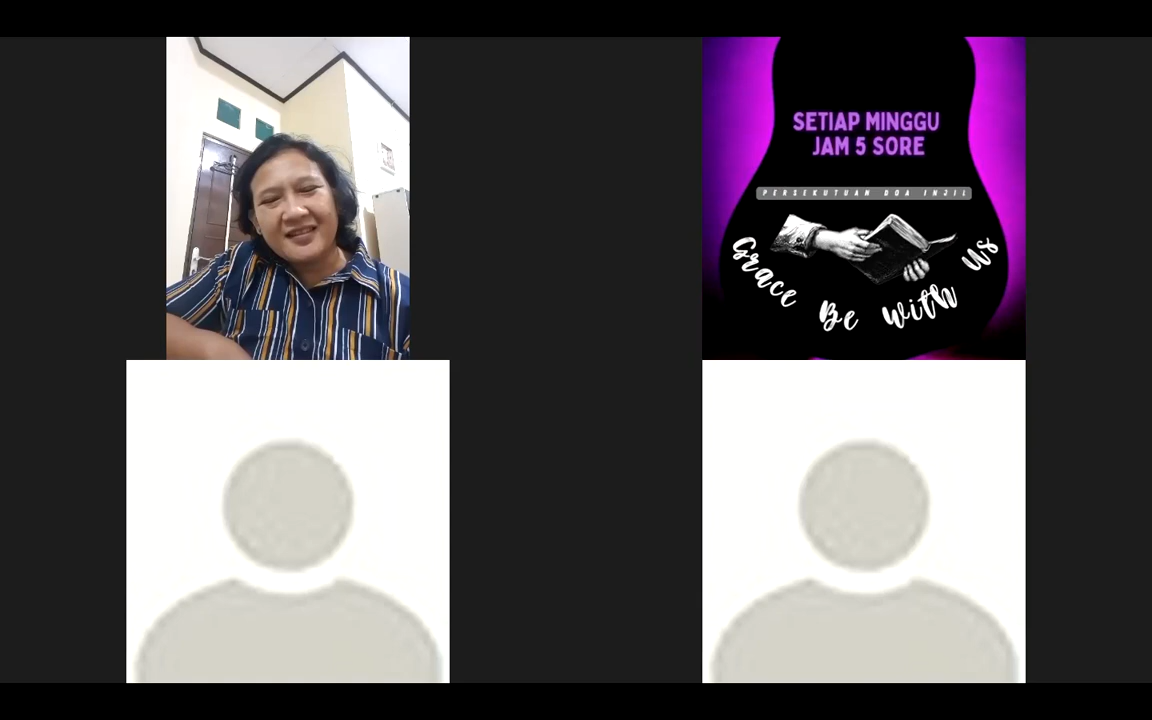 SETIAP MINGGU
JAM 5 SORE
PERSEKUTUAN DOA INJIL
Grace Be With Us